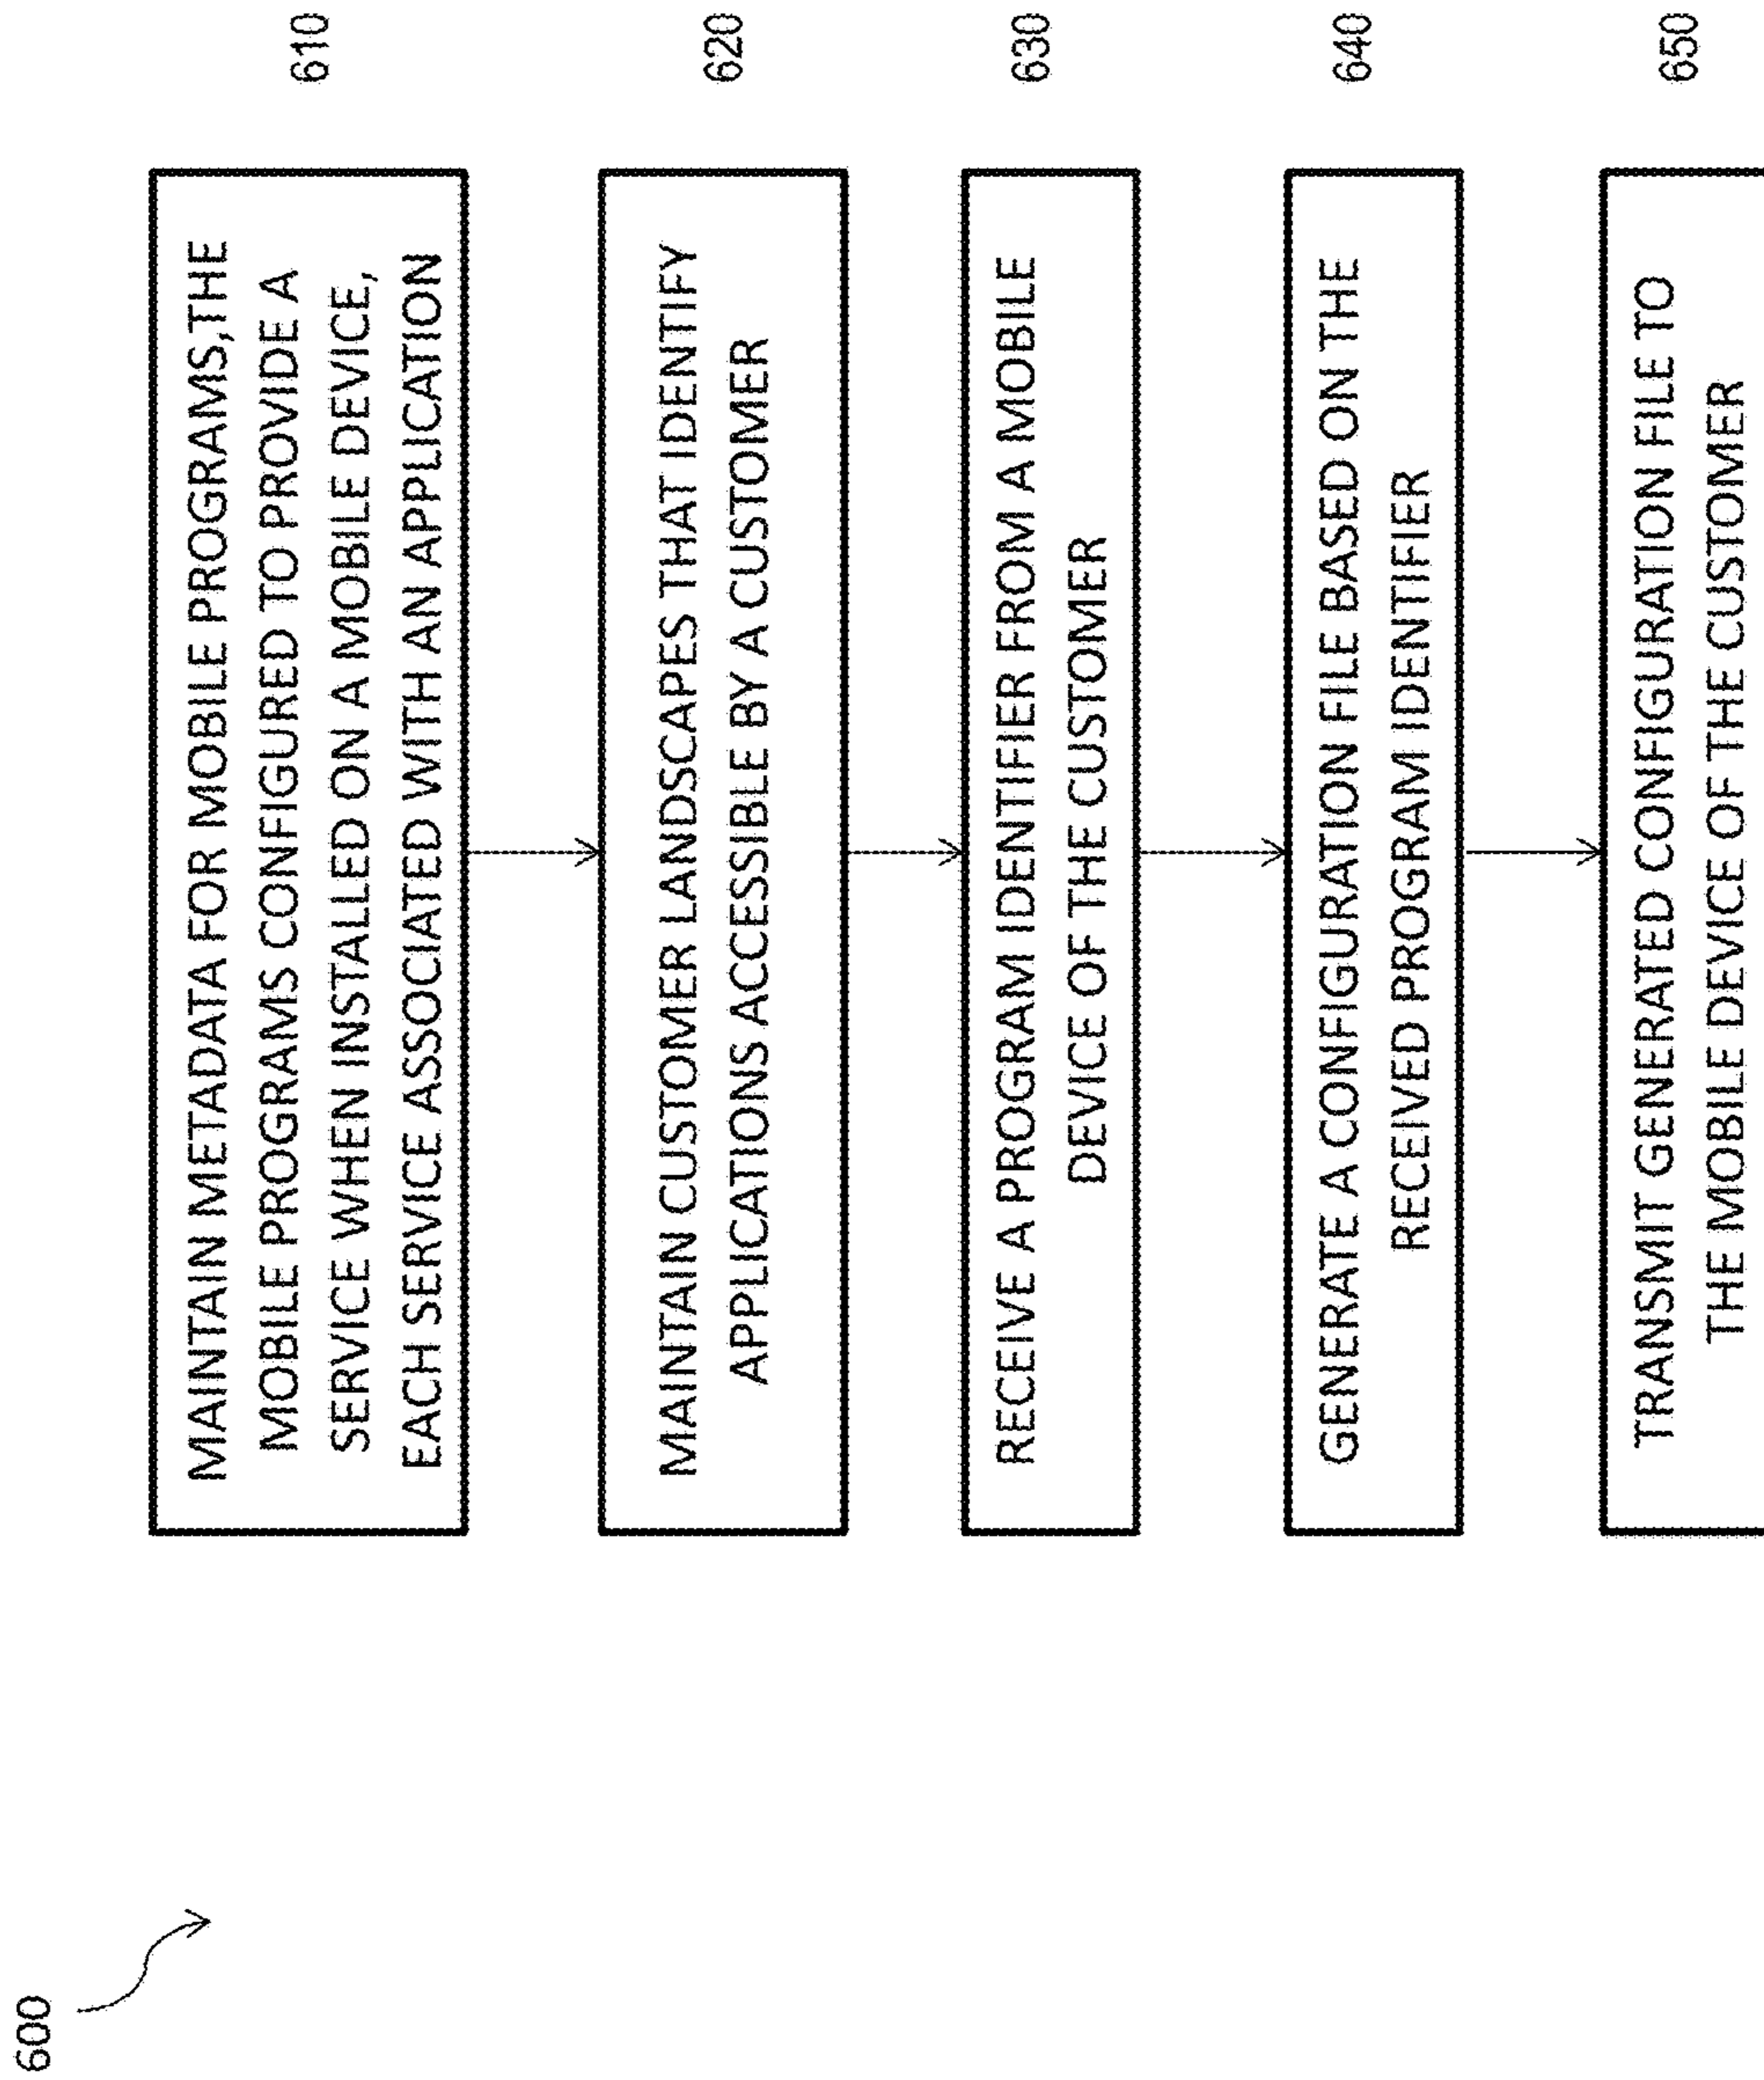 600
MAINTAIN METADATA FOR MOBILE PROGRAMS,THE
MOBILE PROGRAMS CONFIGURED TO PROVIDE A
SERVICE WHEN INSTALLED ON A MOBILE DEVICE,
EACH SERVICE ASSOCIATED WITH AN APPLICATION
610
MAINTAIN CUSTOMER LANDSCAPES THAT IDENTIFY
APPLICATIONS ACCESSIBLE BY A CUSTOMER
620
RECEIVE A PROGRAM IDENTIFIER FROM A MOBILE
DEVICE OF THE CUSTOMER
630
GENERATE A CONFIGURATION FILE BASED ON THE
RECEIVED PROGRAM IDENTIFIER
640
TRANSMIT GENERATED CONFIGURATION FILE TO
THE MOBILE DEVICE OF THE CUSTOMER
650